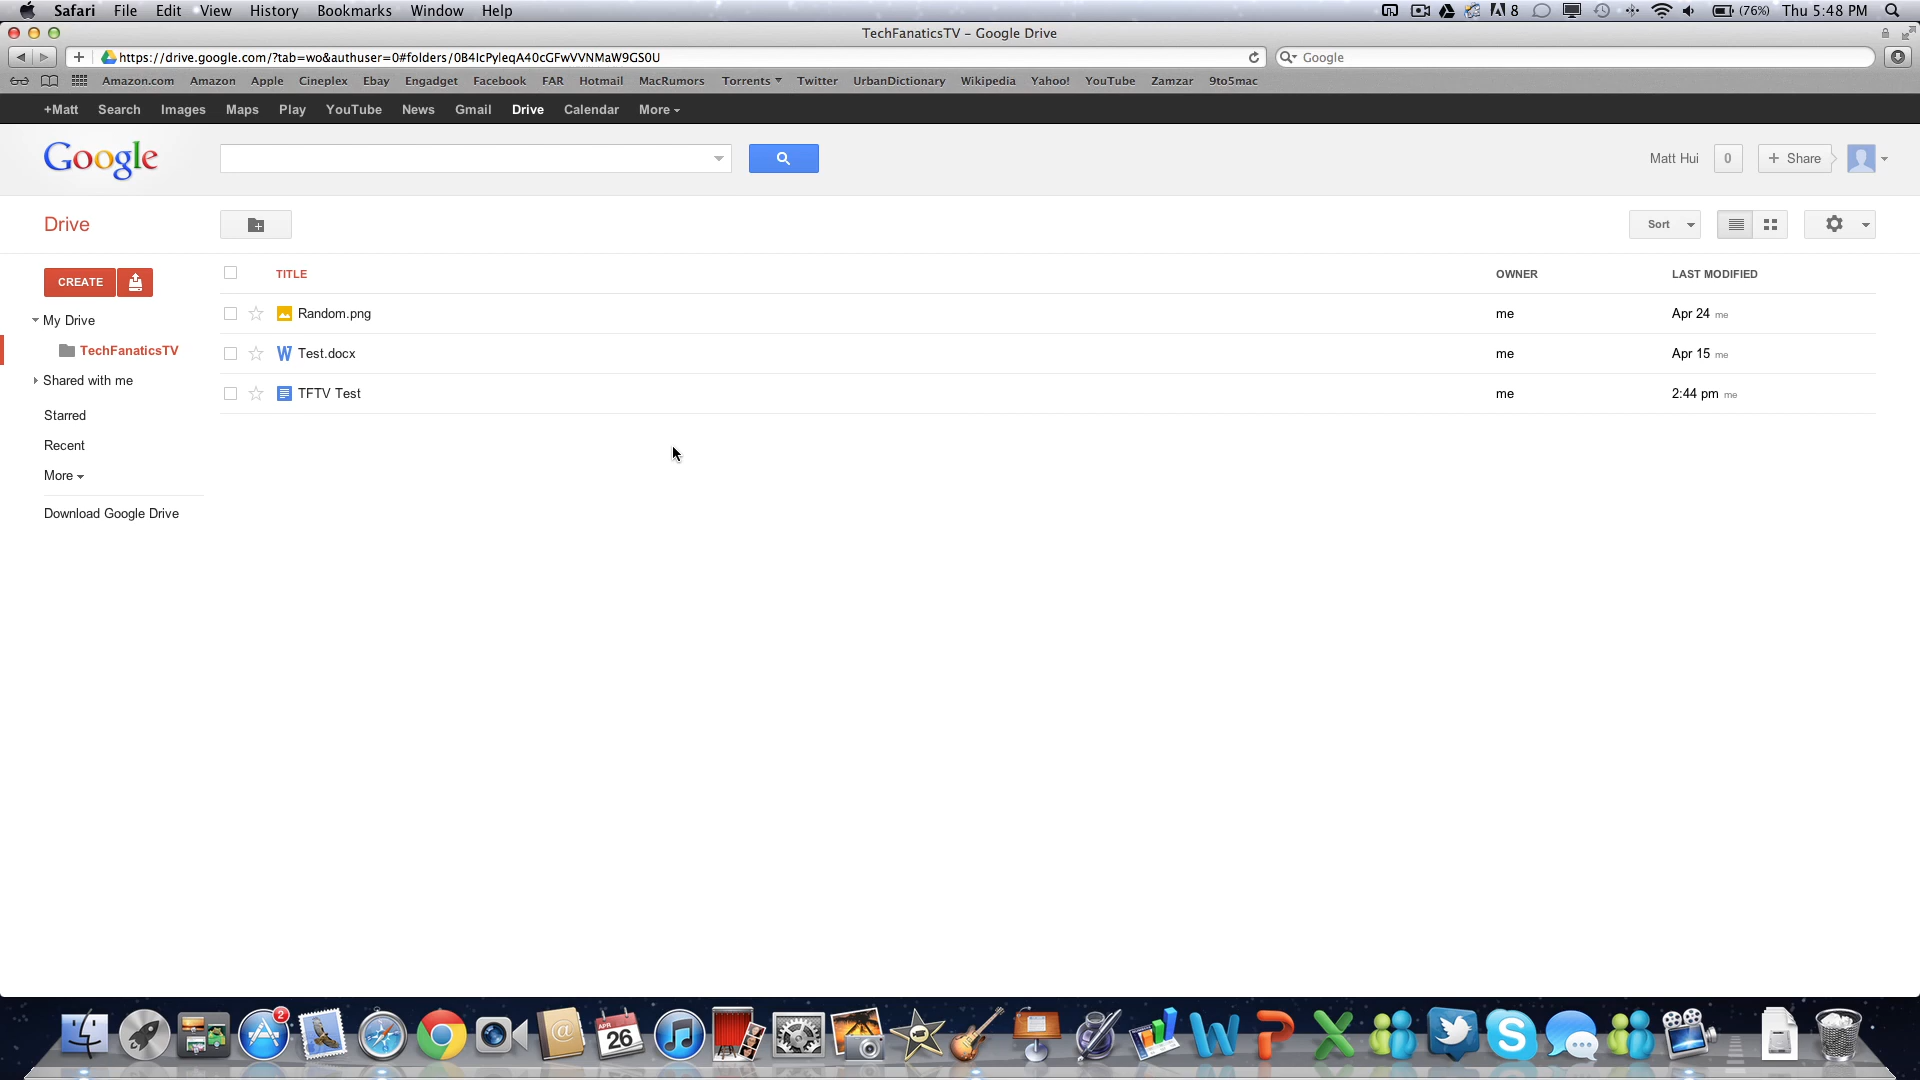 Safari File Edit View History Bookmarks Window Help 8 (76%) Thu 5:48 PM
TechFanaticsTV – Google Drive
https://drive.google.com/?tab=wo&authuser=0#folders/0B4IcPyleqA40cGFwVVNMaW9GS0U Google
Amazon.com Amazon Apple Cineplex Ebay Engadget Facebook FAR Hotmail MacRumors Torrents Twitter UrbanDictionary Wikipedia Yahoo! YouTube Zamzar 9to5mac
+Matt Search Images Maps Play YouTube News Gmail Drive Calendar More
Google Matt Hui 0 + Share
Drive Sort
CREATE TITLE OWNER LAST MODIFIED
Random.png me Apr 24 me
My Drive
TechFanaticsTV
Test.docx me Apr 15 me
Shared with me
TFTV Test me 2:44 pm me
Starred
Recent
More
Download Google Drive
2
APR
26